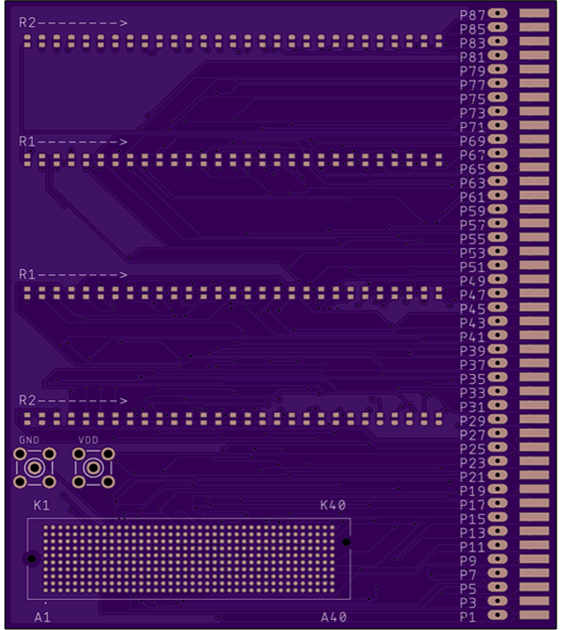 R2-------->
R1-------->
R1-------->
R2-------->
GND VDD
K1 K40
A1 A40
P87
P85
P83
P81
P79
P77
P75
P73
P71
P69
P67
P65
P63
P61
P59
P57
P55
P53
P51
P49
P47
P45
P43
P41
P39
P37
P35
P33
P31
P29
P27
P25
P23
P21
P19
P17
P15
P13
P11
P9
P7
P5
P3
P1